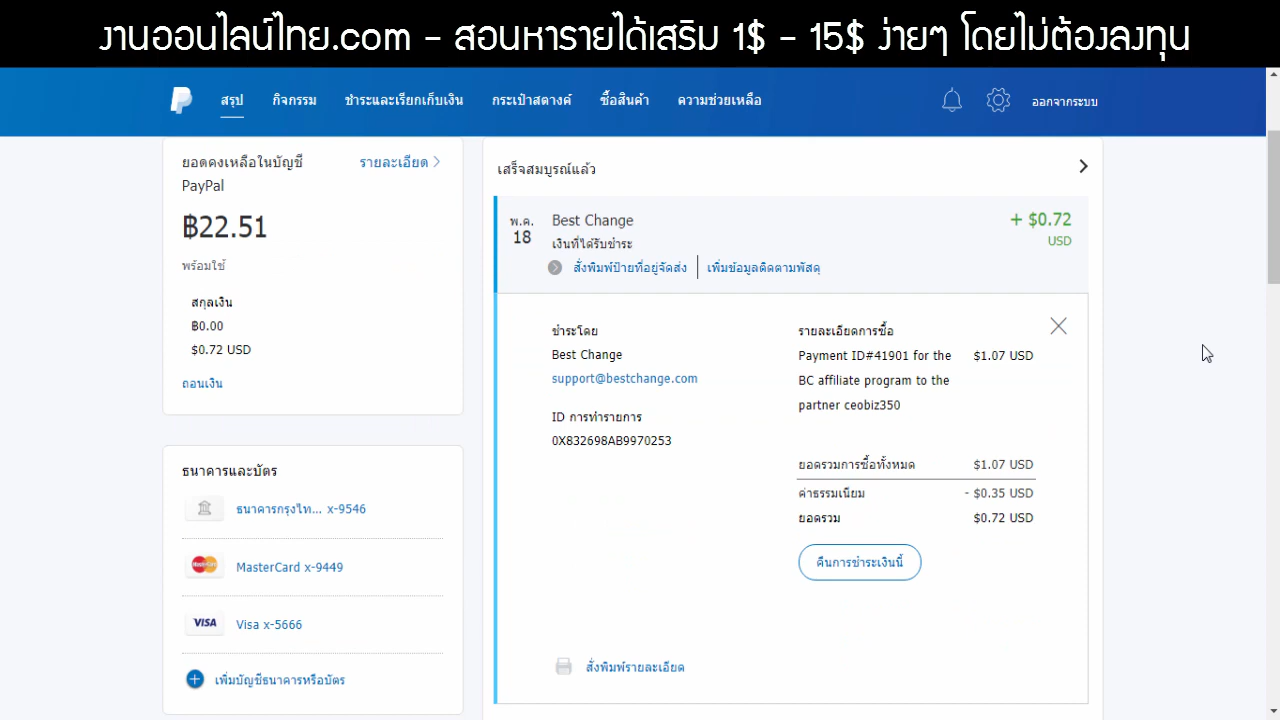 งานออนไลน์ไทย.com - สอนหารายได้เสริม 1$ - 15$ ง่ายๆ โดยไม่ต้องลงทุน
สรุป กิจกรรม ชำระและเรียกเก็บเงิน กระเป๋าสตางค์ ซื้อสินค้า ความช่วยเหลือ ออกจากระบบ
ยอดคงเหลือในบัญชี รายละเอียด
PayPal
฿22.51
พร้อมใช้
สกุลเงิน
฿0.00
$0.72 USD
ถอนเงิน
ธนาคารและบัตร
ธนาคารกรุงไท... x-9546
MasterCard x-9449
VISA Visa x-5666
เพิ่มบัญชีธนาคารหรือบัตร
เสร็จสมบูรณ์แล้ว
พ.ค. 18 Best Change + $0.72
เงินที่ได้รับชำระ USD
สั่งพิมพ์ป้ายที่อยู่จัดส่ง เพิ่มข้อมูลติดตามพัสดุ
ชำระโดย
Best Change
support@bestchange.com
ID การทำรายการ
0X832698AB9970253
รายละเอียดการซื้อ
Payment ID#41901 for the $1.07 USD
BC affiliate program to the
partner ceobiz350
ยอดรวมการซื้อทั้งหมด $1.07 USD
ค่าธรรมเนียม - $0.35 USD
ยอดรวม $0.72 USD
คืนการชำระเงินนี้
สั่งพิมพ์รายละเอียด